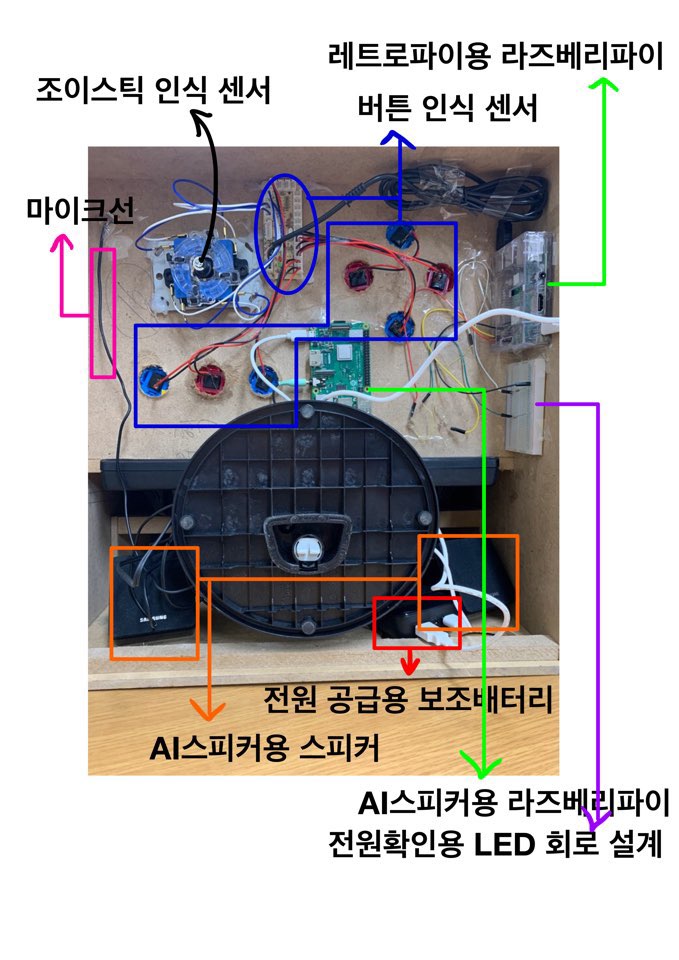 레트로파이용 라즈베리파이
조이스틱 인식 센서
버튼 인식 센서
마이크선
SAMSUNG
전원 공급용 보조배터리
AI스피커용 스피커
AI스피커용 라즈베리파이
전원확인용 LED 회로 설계